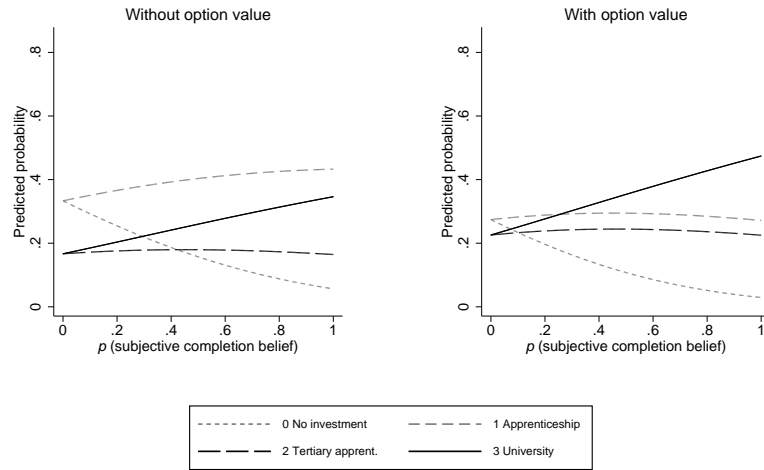 Without option value
With option value
Predicted probability
.8
.6
.4
.2
0
0 .2 .4 .6 .8 1
p (subjective completion belief)
Predicted probability
.8
.6
.4
.2
0
0 .2 .4 .6 .8 1
p (subjective completion belief)
0 No investment
1 Apprenticeship
2 Tertiary apprent.
3 University